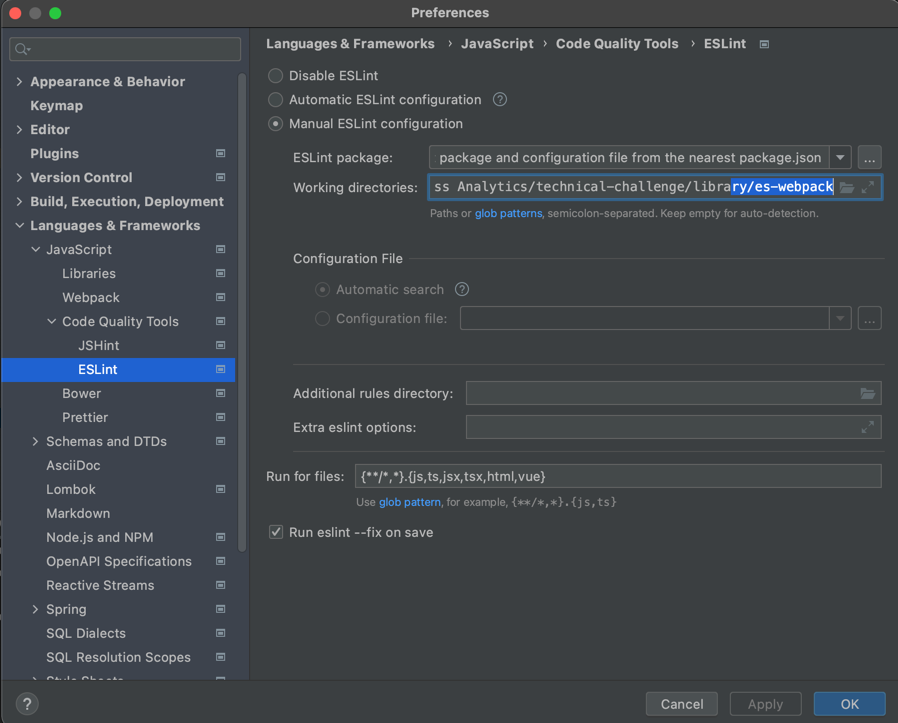 Preferences
Appearance & Behavior
Keymap
Editor
Plugins
Version Control
Build, Execution, Deployment
Languages & Frameworks
JavaScript
Libraries
Webpack
Code Quality Tools
JSHint
ESLint
Bower
Prettier
Schemas and DTDs
AsciiDoc
Lombok
Markdown
Node.js and NPM
OpenAPI Specifications
Reactive Streams
Spring
SQL Dialects
SQL Resolution Scopes
Style Sheets
Languages & Frameworks › JavaScript › Code Quality Tools › ESLint
Disable ESLint
Automatic ESLint configuration ?
Manual ESLint configuration
ESLint package: package and configuration file from the nearest package.json ...
Working directories: ss Analytics/technical-challenge/library/es-webpack
Paths or glob patterns, semicolon-separated. Keep empty for auto-detection.
Configuration File
Automatic search ?
Configuration file: ...
Additional rules directory:
Extra eslint options:
Run for files: {**/*,*}.{js,ts,jsx,tsx,html,vue}
Use glob pattern, for example, {**/*,*}.{js,ts}
Run eslint --fix on save
? Cancel Apply OK